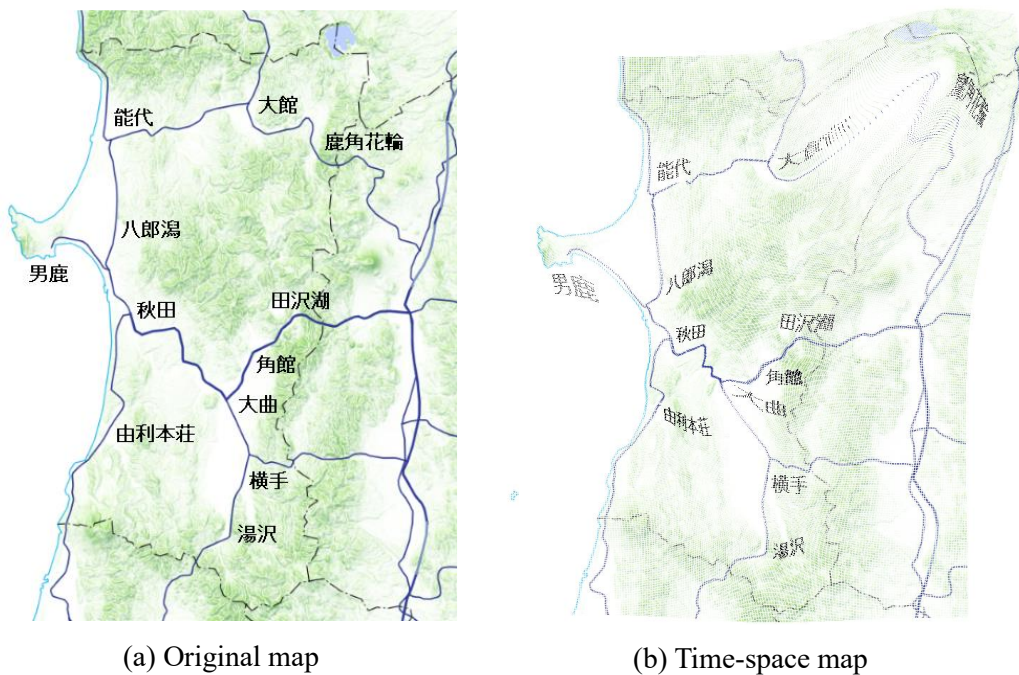 能代
大館
鹿角花輪
八郎潟
男鹿
秋田
田沢湖
角館
大曲
由利本荘
横手
湯沢
(a) Original map
鹿角花輪
大館
能代
八郎潟
男鹿
秋田
田沢湖
角館
大曲
由利本荘
横手
湯沢
(b) Time-space map